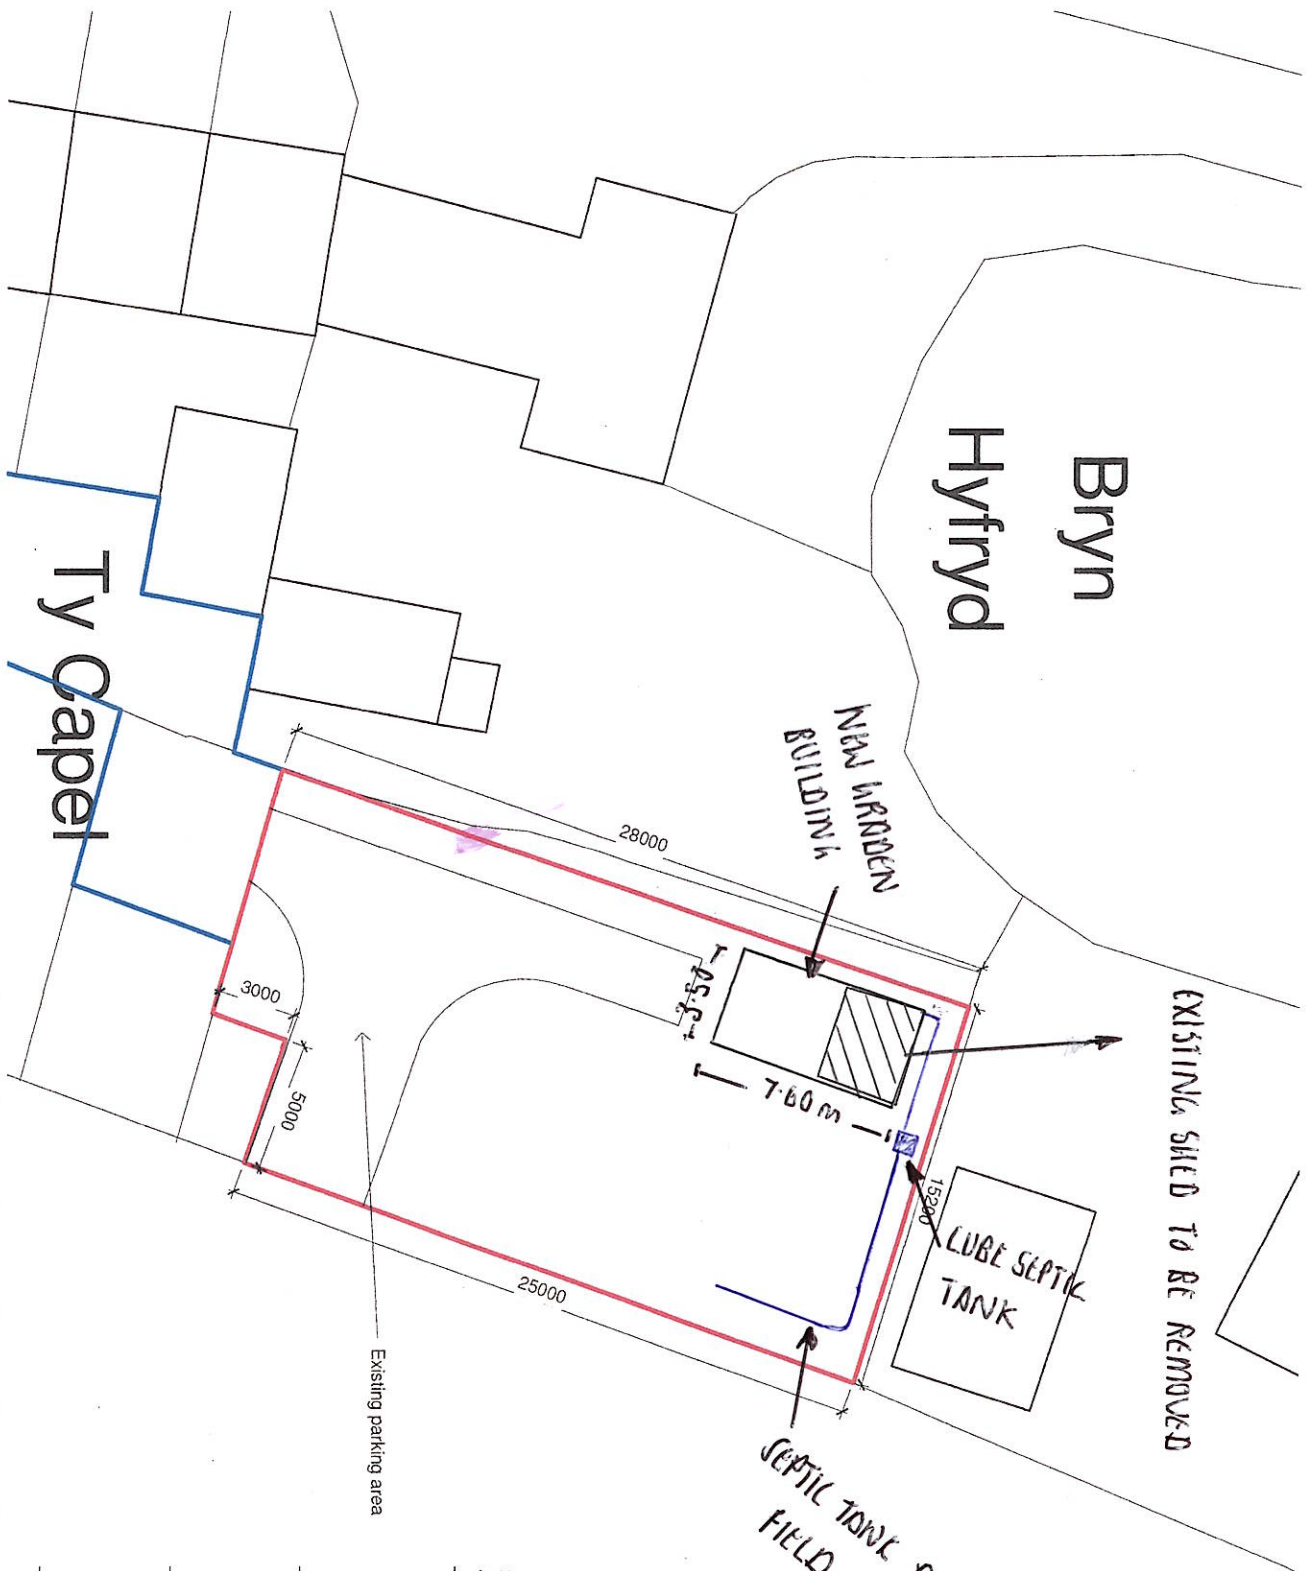 Bryn
Hyfryd
Ty Capel
NEW GARDEN
BUILDING
28000
3.50
7.60 m
EXISTING SHED TO BE REMOVED
15200
CUBE SEPTIC
TANK
3000
5000
25000
Existing parking area
SEPTIC TANK
FIELD